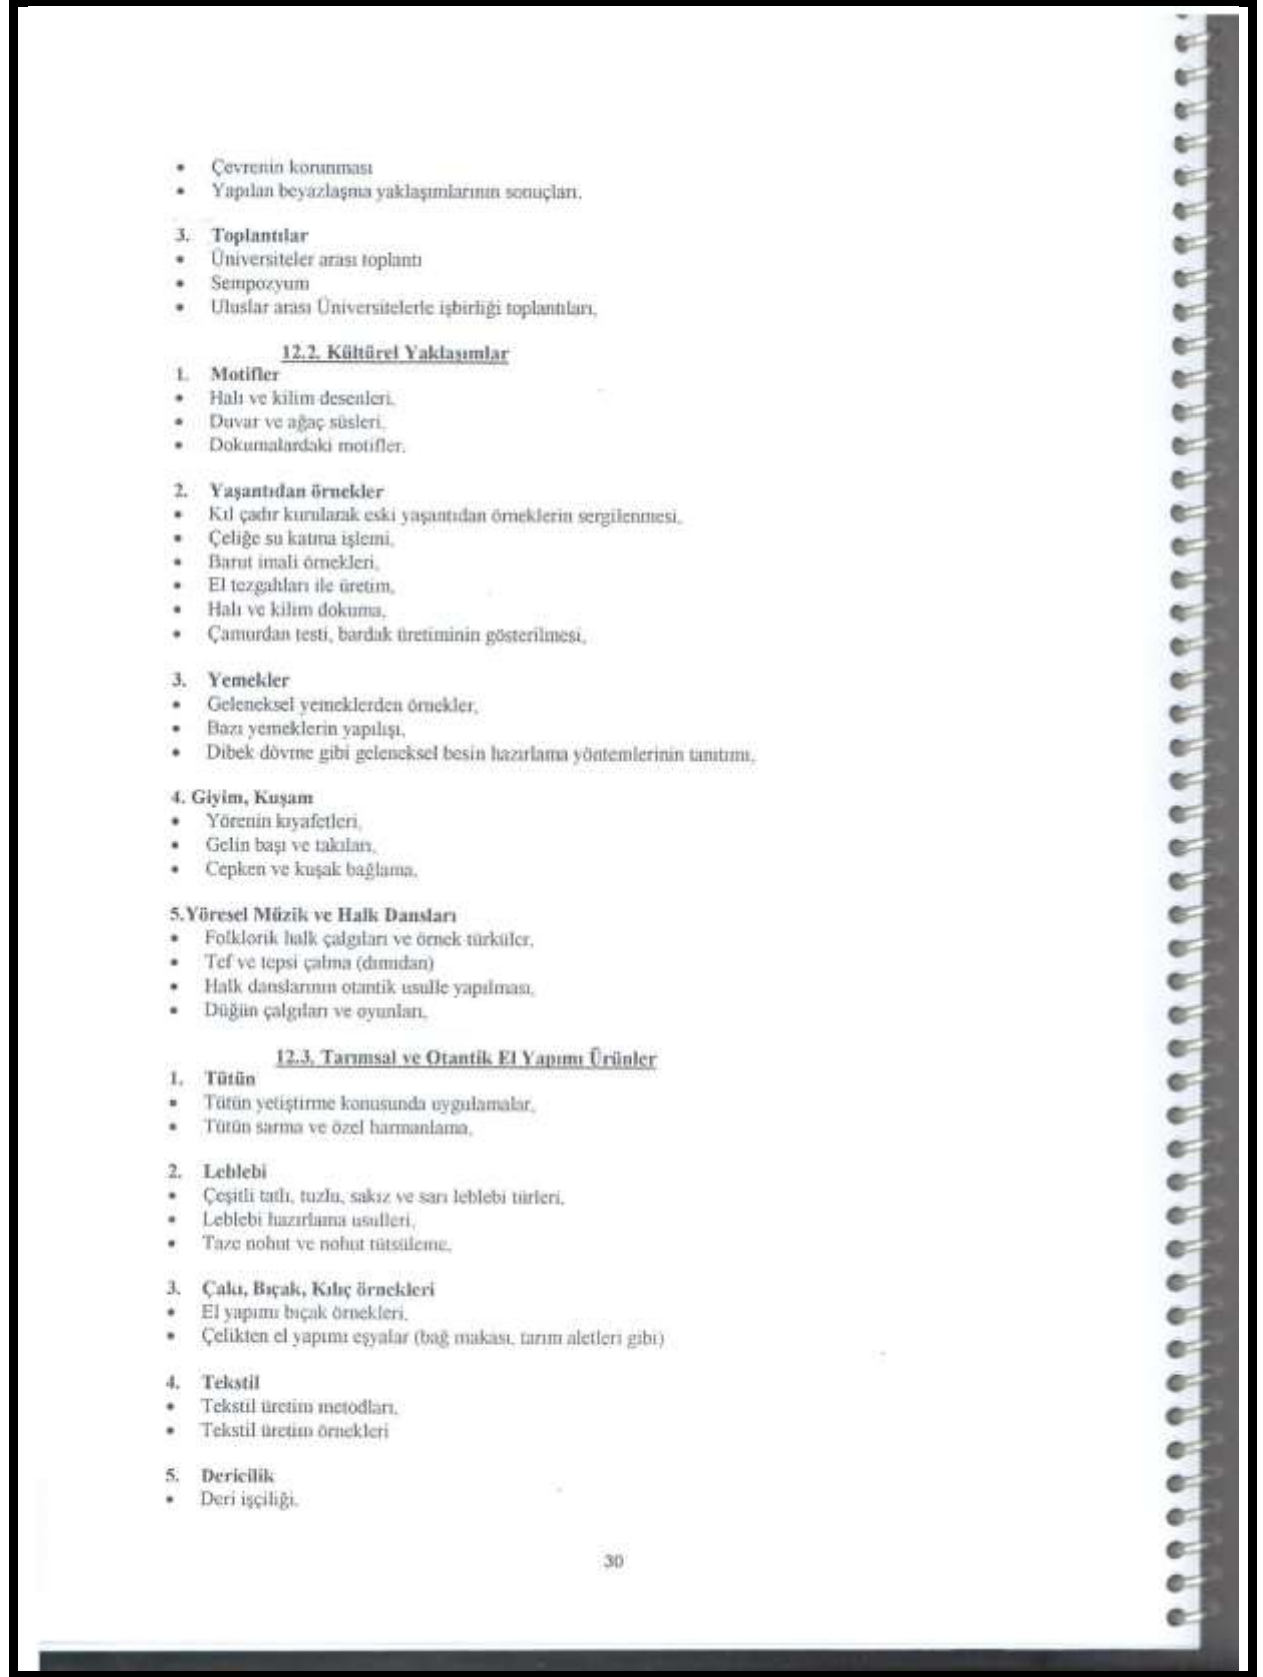 • Çevrenin korunması
• Yapılan beyazlaşma yaklaşımlarının sonuçları.
3. Toplantılar
• Üniversiteler arası toplantı
• Sempozyum
• Uluslar arası Üniversitelerle işbirliği toplantıları,
12.2. Kültürel Yaklaşımlar
1. Motifler
• Halı ve kilim desenleri,
• Duvar ve ağaç süsleri,
• Dokumalardaki motifler.
2. Yaşantıdan örnekler
• Kıl çadır kurularak eski yaşantıdan örneklerin sergilenmesi,
• Çeliğe su katma işlemi,
• Barut imali örnekleri,
• El tezgahları ile üretim,
• Halı ve kilim dokuma,
• Çamurdan testi, bardak üretiminin gösterilmesi,
3. Yemekler
• Geleneksel yemeklerden örnekler,
• Bazı yemeklerin yapılışı,
• Dibek dövme gibi geleneksel besin hazırlama yöntemlerinin tanıtımı,
4. Giyim, Kuşam
• Yörenin kıyafetleri,
• Gelin başı ve takıları,
• Cepken ve kuşak bağlama,
5.Yöresel Müzik ve Halk Dansları
• Folklorik halk çalgıları ve örnek türküler,
• Tef ve tepsi çalma (dımıdan)
• Halk danslarının otantik usulle yapılması,
• Düğün çalgıları ve oyunları,
12.3. Tarımsal ve Otantik El Yapımı Ürünler
1. Tütün
• Tütün yetiştirme konusunda uygulamalar,
• Tütün sarma ve özel harmanlama,
2. Leblebi
• Çeşitli tatlı, tuzlu, sakız ve sarı leblebi türleri,
• Leblebi hazırlama usulleri,
• Taze nohut ve nohut tütsüleme,
3. Çakı, Bıçak, Kılıç örnekleri
• El yapımı bıçak örnekleri,
• Çelikten el yapımı eşyalar (bağ makası, tarım aletleri gibi)
4. Tekstil
• Tekstil üretim metodları,
• Tekstil üretim örnekleri
5. Dericilik
• Deri işçiliği,
30